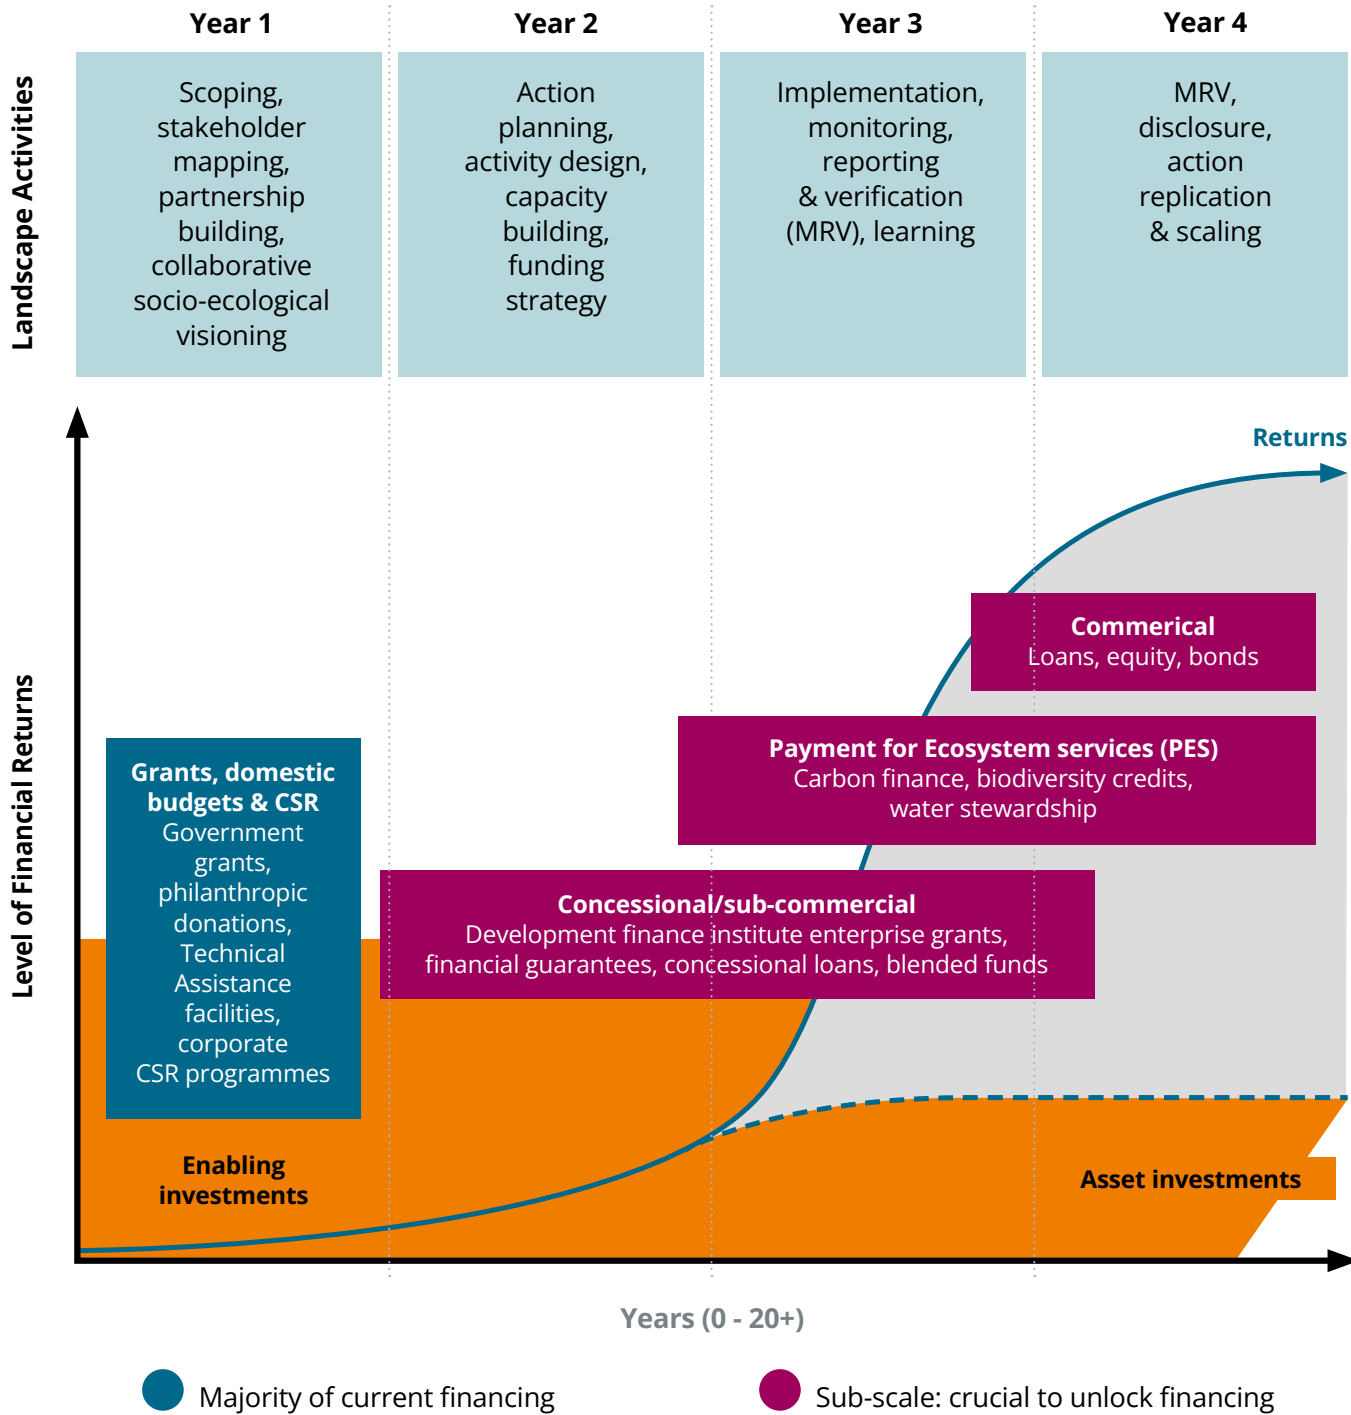 Year 1
Year 2
Year 3
Year 4
Landscape Activities
Scoping,
stakeholder
mapping,
partnership
building,
collaborative
socio-ecological
visioning
Action
planning,
activity design,
capacity
building,
funding
strategy
Implementation,
monitoring,
reporting
& verification
(MRV), learning
MRV,
disclosure,
action
replication
& scaling
Level of Financial Returns
Returns
Commerical
Loans, equity, bonds
Payment for Ecosystem services (PES)
Carbon finance, biodiversity credits,
water stewardship
Grants, domestic
budgets & CSR
Government
grants,
philanthropic
donations,
Technical
Assistance
facilities,
corporate
CSR programmes
Concessional/sub-commercial
Development finance institute enterprise grants,
financial guarantees, concessional loans, blended funds
Enabling
investments
Asset investments
Years (0 - 20+)
Majority of current financing
Sub-scale: crucial to unlock financing